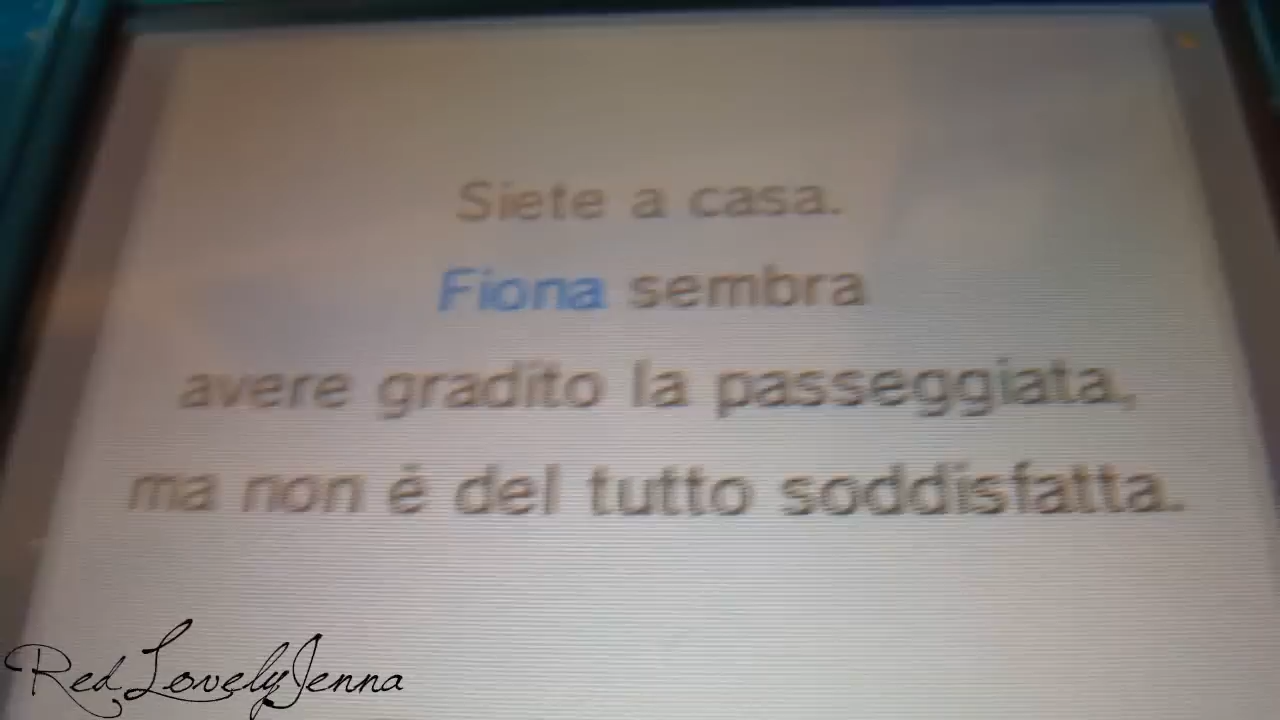 Siete a casa.
Fiona sembra
avere gradito la passeggiata,
ma non è del tutto soddisfatta.
RedLovelyJenna